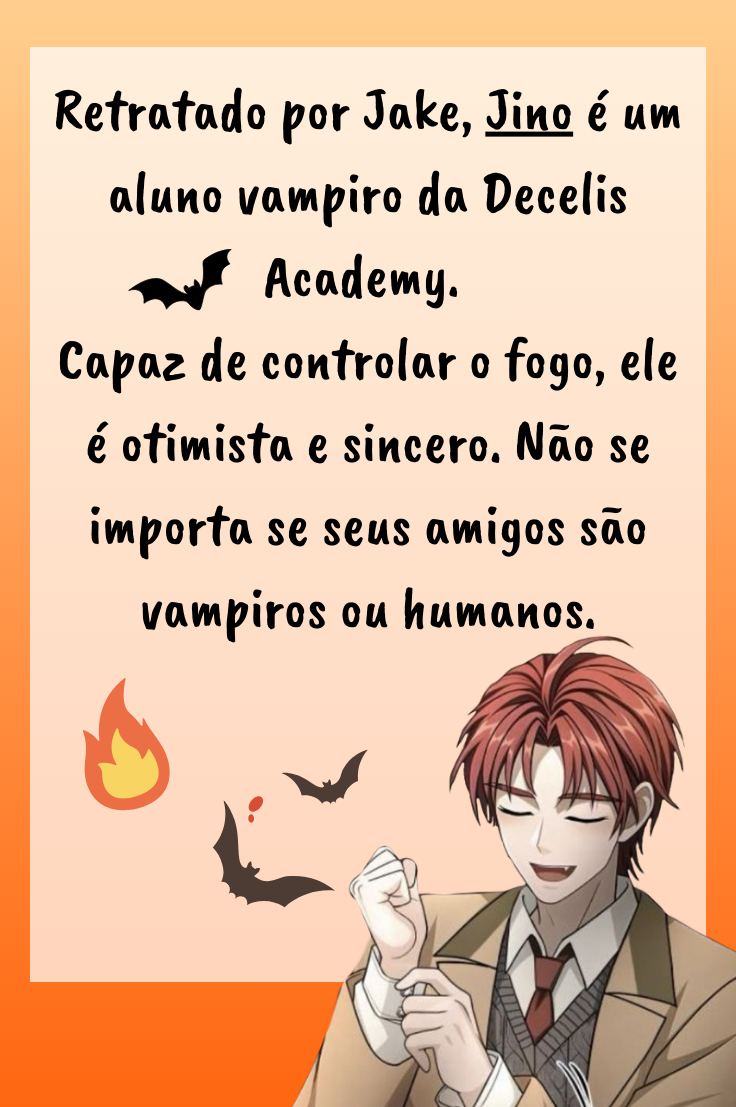 Retratado por Jake, Jino é um
aluno vampiro da Decelis
Academy.
Capaz de controlar o fogo, ele
é otimista e sincero. Não se
importa se seus amigos são
vampiros ou humanos.